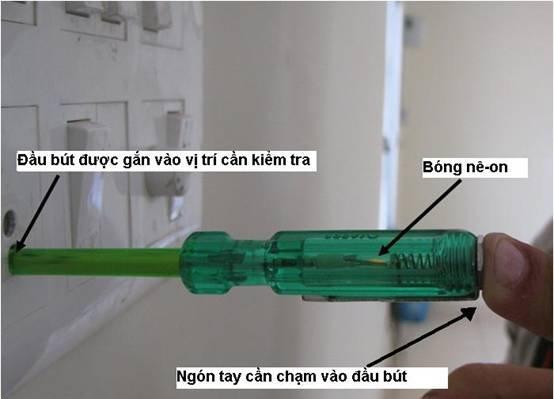 Đầu bút được gắn vào vị trí cần kiểm tra
Bóng nê-on
Ngón tay cần chạm vào đầu bút